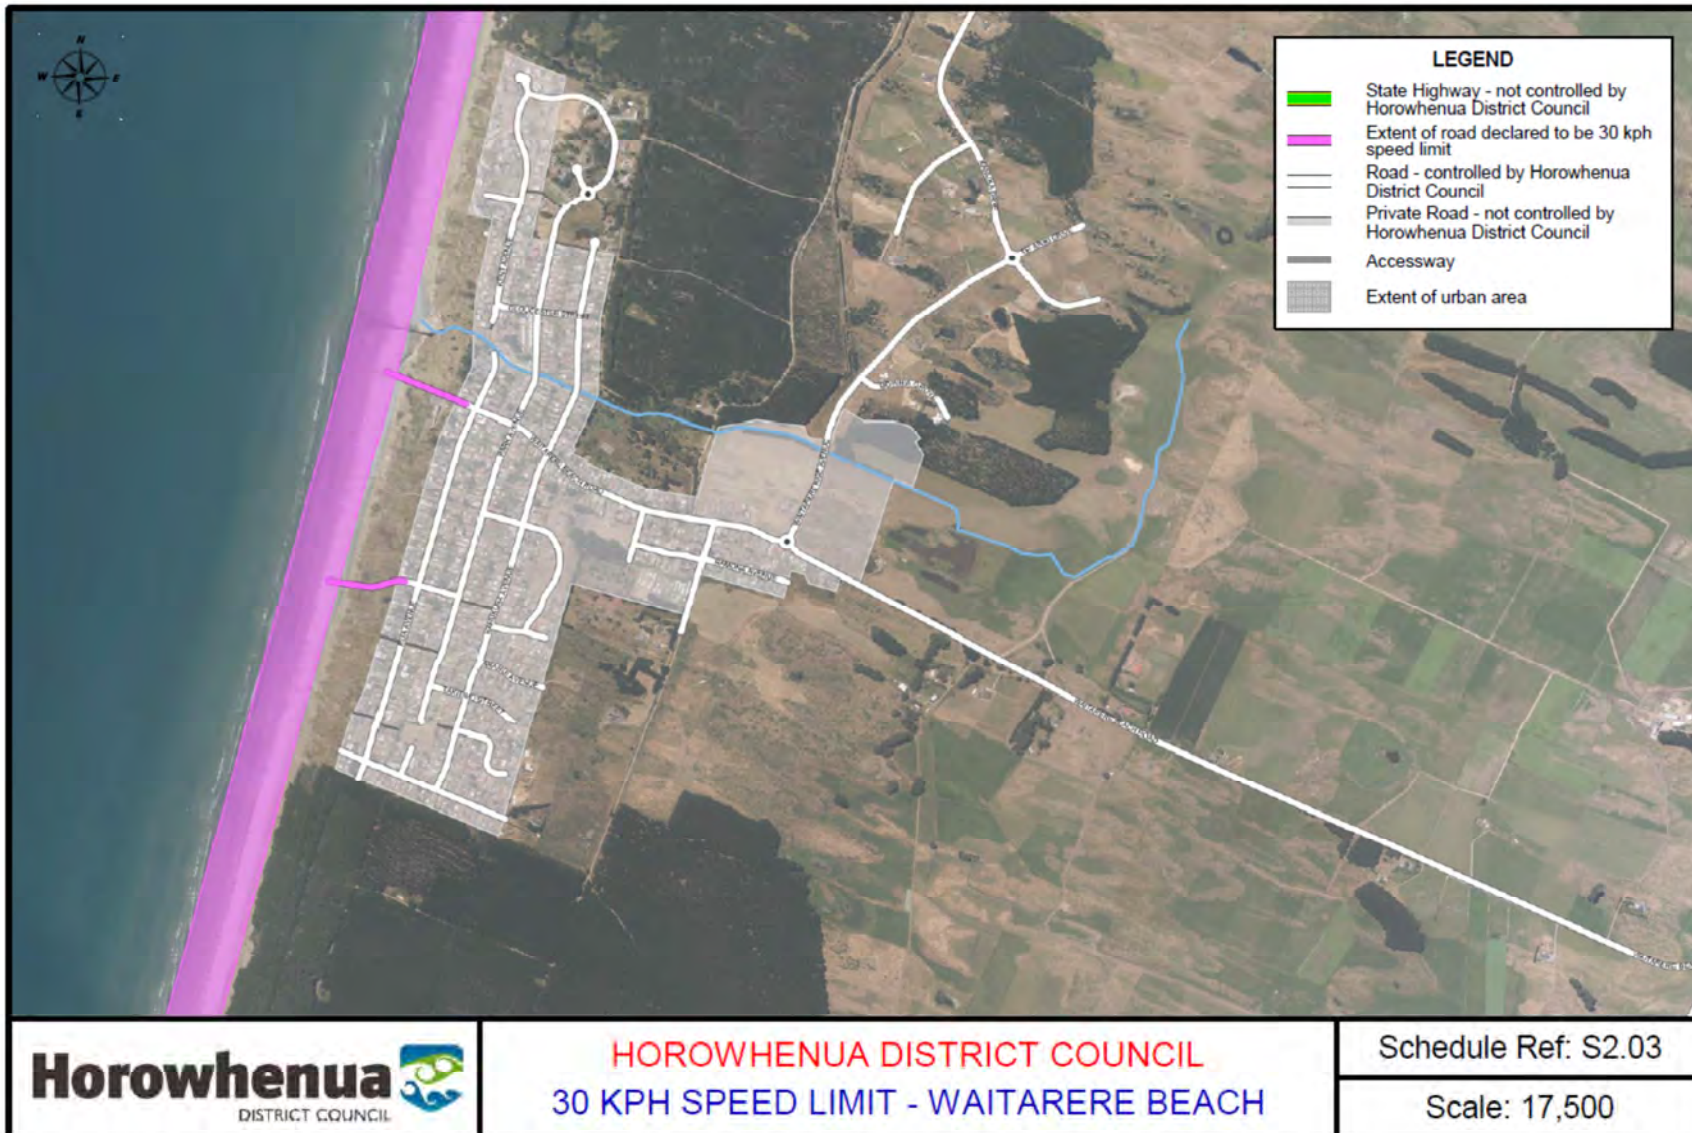 N
W
E
S
LEGEND
State Highway - not controlled by
Horowhenua District Council
Extent of road declared to be 30 kph
speed limit
Road - controlled by Horowhenua
District Council
Private Road - not controlled by
Horowhenua District Council
Accessway
Extent of urban area
Horowhenua
DISTRICT COUNCIL
HOROWHENUA DISTRICT COUNCIL
30 KPH SPEED LIMIT - WAITARERE BEACH
Schedule Ref: S2.03
Scale: 17,500